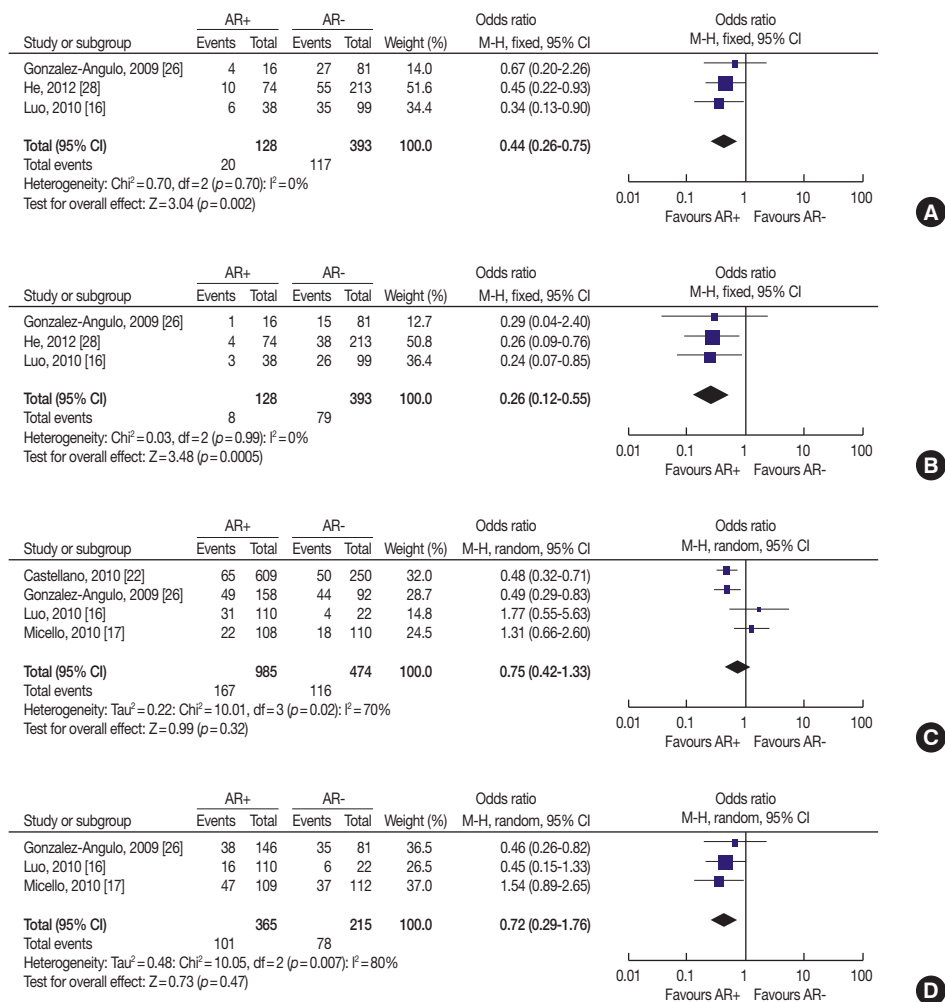 AR+ AR- Odds ratio Odds ratio
Study or subgroup Events Total Events Total Weight (%) M-H, fixed, 95% CI M-H, fixed, 95% CI
Gonzalez-Angulo, 2009 [26] 4 16 27 81 14.0 0.67 (0.20-2.26)
He, 2012 [28] 10 74 55 213 51.6 0.45 (0.22-0.93)
Luo, 2010 [16] 6 38 35 99 34.4 0.34 (0.13-0.90)
Total (95% CI) 128 393 100.0 0.44 (0.26-0.75)
Total events 20 117
Heterogeneity: Chi²=0.70, df=2 (p=0.70): I²=0%
Test for overall effect: Z=3.04 (p=0.002)
0.01 0.1 1 10 100
Favours AR+ Favours AR-
A
AR+ AR- Odds ratio Odds ratio
Study or subgroup Events Total Events Total Weight (%) M-H, fixed, 95% CI M-H, fixed, 95% CI
Gonzalez-Angulo, 2009 [26] 1 16 15 81 12.7 0.29 (0.04-2.40)
He, 2012 [28] 4 74 38 213 50.8 0.26 (0.09-0.76)
Luo, 2010 [16] 3 38 26 99 36.4 0.24 (0.07-0.85)
Total (95% CI) 128 393 100.0 0.26 (0.12-0.55)
Total events 8 79
Heterogeneity: Chi²=0.03, df=2 (p=0.99): I²=0%
Test for overall effect: Z=3.48 (p=0.0005)
0.01 0.1 1 10 100
Favours AR+ Favours AR-
B
AR+ AR- Odds ratio Odds ratio
Study or subgroup Events Total Events Total Weight (%) M-H, random, 95% CI M-H, random, 95% CI
Castellano, 2010 [22] 65 609 50 250 32.0 0.48 (0.32-0.71)
Gonzalez-Angulo, 2009 [26] 49 158 44 92 28.7 0.49 (0.29-0.83)
Luo, 2010 [16] 31 110 4 22 14.8 1.77 (0.55-5.63)
Micello, 2010 [17] 22 108 18 110 24.5 1.31 (0.66-2.60)
Total (95% CI) 985 474 100.0 0.75 (0.42-1.33)
Total events 167 116
Heterogeneity: Tau²=0.22: Chi²=10.01, df=3 (p=0.02): I²=70%
Test for overall effect: Z=0.99 (p=0.32)
0.01 0.1 1 10 100
Favours AR+ Favours AR-
C
AR+ AR- Odds ratio Odds ratio
Study or subgroup Events Total Events Total Weight (%) M-H, random, 95% CI M-H, random, 95% CI
Gonzalez-Angulo, 2009 [26] 38 146 35 81 36.5 0.46 (0.26-0.82)
Luo, 2010 [16] 16 110 6 22 26.5 0.45 (0.15-1.33)
Micello, 2010 [17] 47 109 37 112 37.0 1.54 (0.89-2.65)
Total (95% CI) 365 215 100.0 0.72 (0.29-1.76)
Total events 101 78
Heterogeneity: Tau²=0.48: Chi²=10.05, df=2 (p=0.007): I²=80%
Test for overall effect: Z=0.73 (p=0.47)
0.01 0.1 1 10 100
Favours AR+ Favours AR-
D